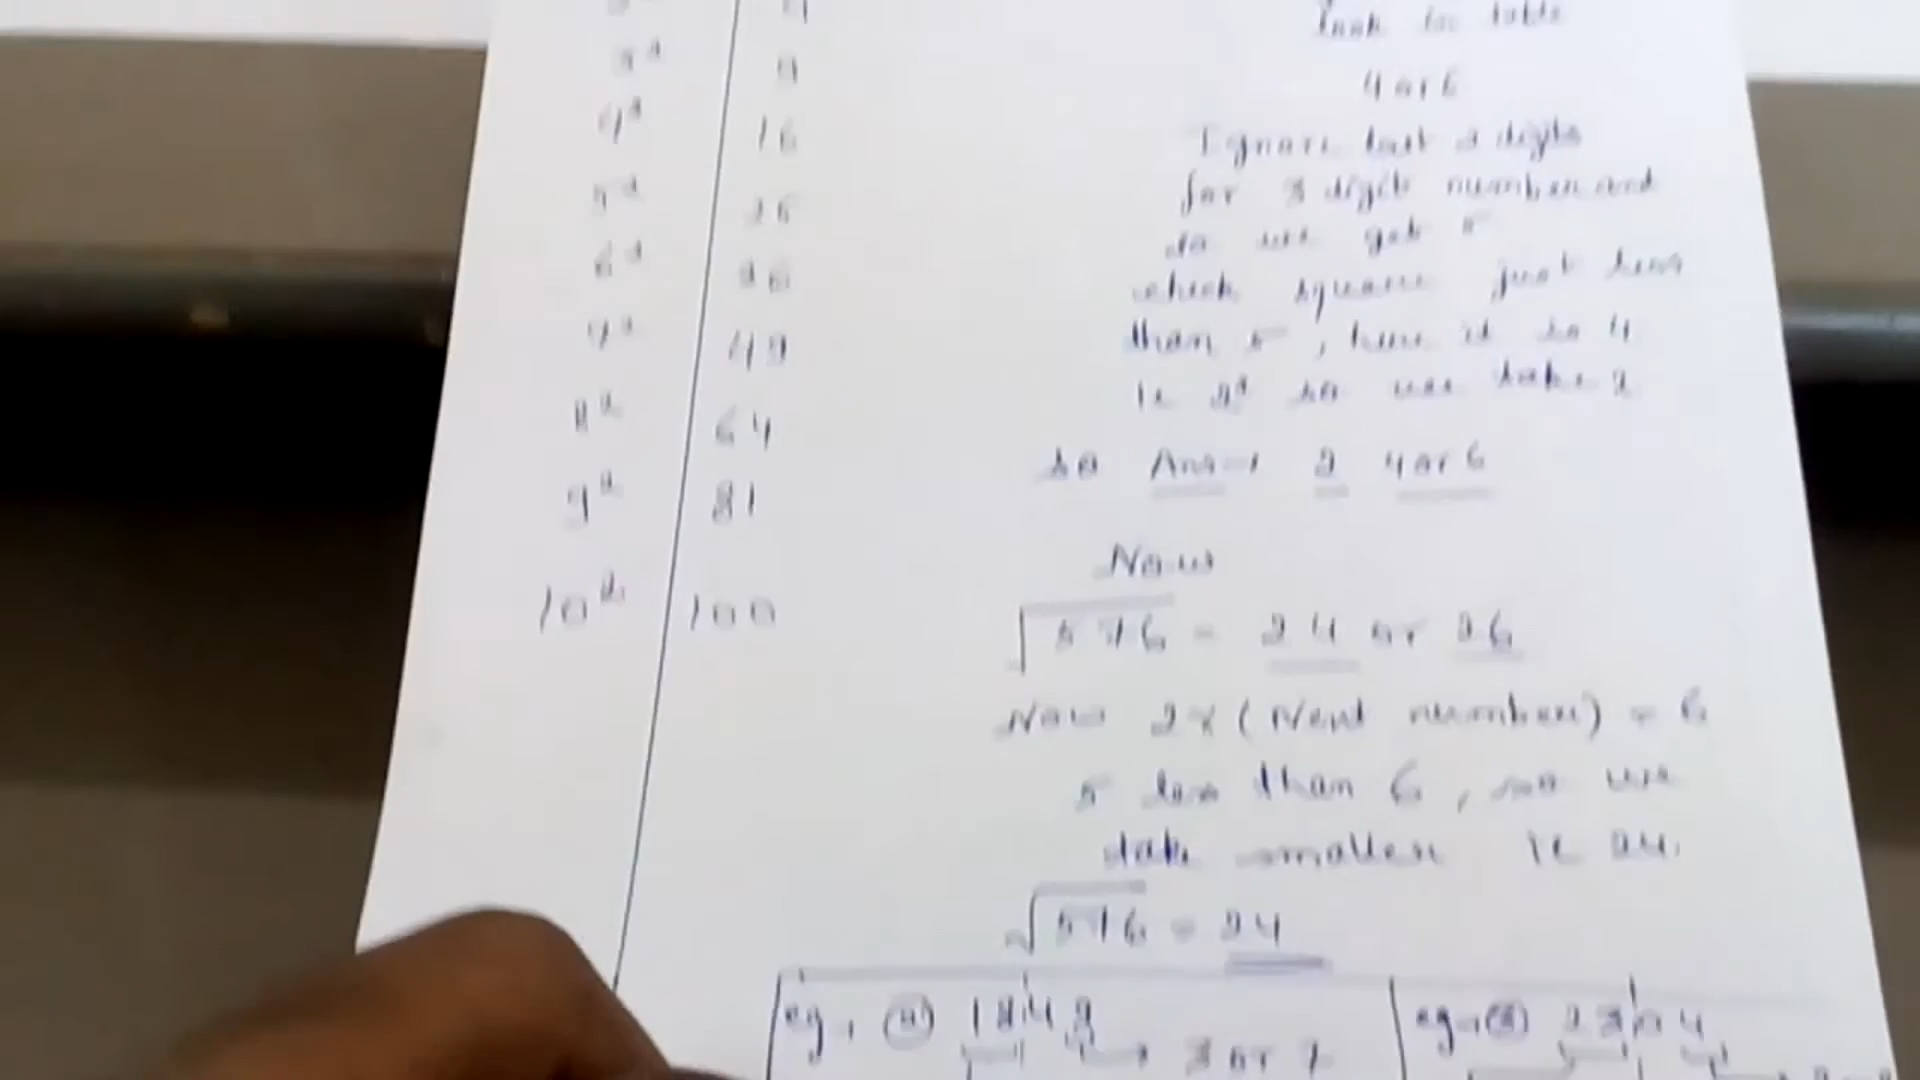 4
3² 9
4² 16
5² 25
6² 36
7² 49
8² 64
9² 81
10² 100
Look in table
4 or 6
Ignore last 2 digits
for 3 digit number and
so we get 5
check square just less
than 5, here it is 4
ie 2² so we take 2
so Ans → 2 4 or 6
Now
√576 = 24 or 26
Now 2 x (Next number) = 6
5 less than 6, so we
take smaller ie 24.
√576 = 24
eg → (a) 1849
3 or 7
eg → 2304